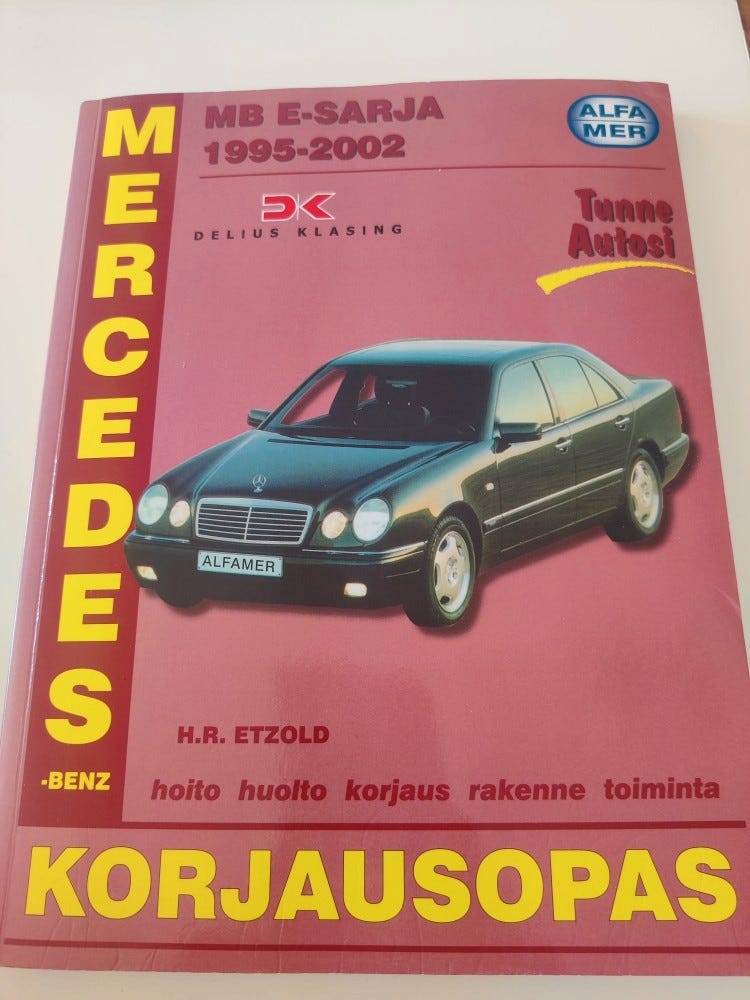 MERCEDES
-BENZ
MB E-SARJA
1995-2002
ALFA
MER
DELIUS KLASING
Tunne
Autosi
ALFAMER
H.R. ETZOLD
hoito huolto korjaus rakenne toiminta
KORJAUSOPAS